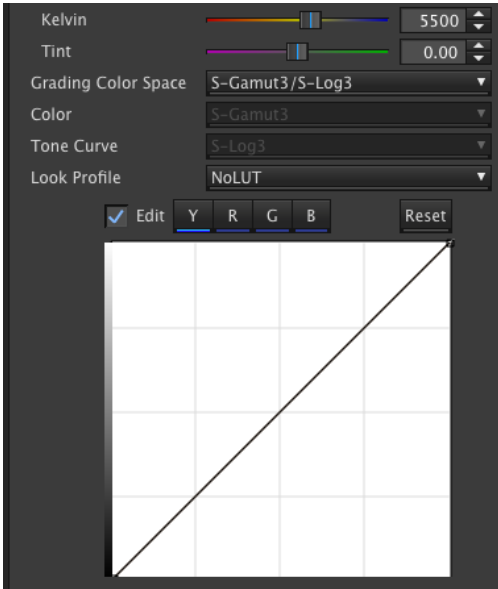 Kelvin 5500
Tint 0.00
Grading Color Space S-Gamut3/S-Log3
Color S-Gamut3
Tone Curve S-Log3
Look Profile NoLUT
Edit Y R G B Reset